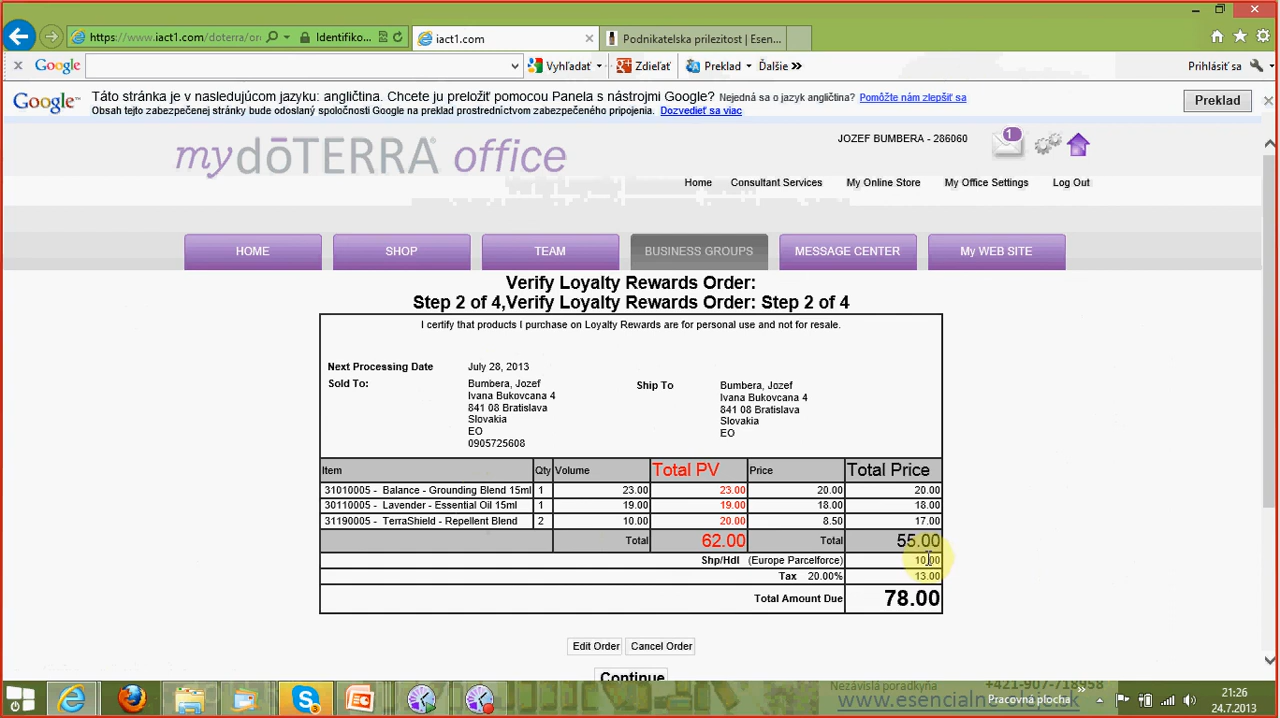 https://www.iact1.com/doterra/or
Identifiko...
iact1.com
Podnikatelska prilezitost | Esen...
Google
Vyhľadať
Zdieľať
Preklad
Ďalšie »
Prihlásiť sa
Google™ Táto stránka je v nasledujúcom jazyku: angličtina. Chcete ju preložiť pomocou Panela s nástrojmi Google? Nejedná sa o jazyk angličtina? Pomôžte nám zlepšiť sa
Obsah tejto zabezpečenej stránky bude odoslaný spoločnosti Google na preklad prostredníctvom zabezpečeného pripojenia. Dozvedieť sa viac
Preklad
JOZEF BUMBERA - 286060
1
my dōTERRA® office
Home Consultant Services My Online Store My Office Settings Log Out
HOME SHOP TEAM BUSINESS GROUPS MESSAGE CENTER My WEB SITE
Verify Loyalty Rewards Order:
Step 2 of 4,Verify Loyalty Rewards Order: Step 2 of 4
I certify that products I purchase on Loyalty Rewards are for personal use and not for resale.
Next Processing Date July 28, 2013
Sold To: Bumbera, Jozef
Ivana Bukovcana 4
841 08 Bratislava
Slovakia
EO
0905725608
Ship To Bumbera, Jozef
Ivana Bukovcana 4
841 08 Bratislava
Slovakia
EO
Item Qty Volume Total PV Price Total Price
31010005 - Balance - Grounding Blend 15ml 1 23.00 23.00 20.00 20.00
30110005 - Lavender - Essential Oil 15ml 1 19.00 19.00 18.00 18.00
31190005 - TerraShield - Repellent Blend 2 10.00 20.00 8.50 17.00
Total 62.00 Total 55.00
Shp/Hdl (Europe Parcelforce) 10.00
Tax 20.00% 13.00
Total Amount Due 78.00
Edit Order Cancel Order
Continue
Nezávislá poradkyňa
+421-907-718958
Pracovná plocha »
21:26
24.7.2013